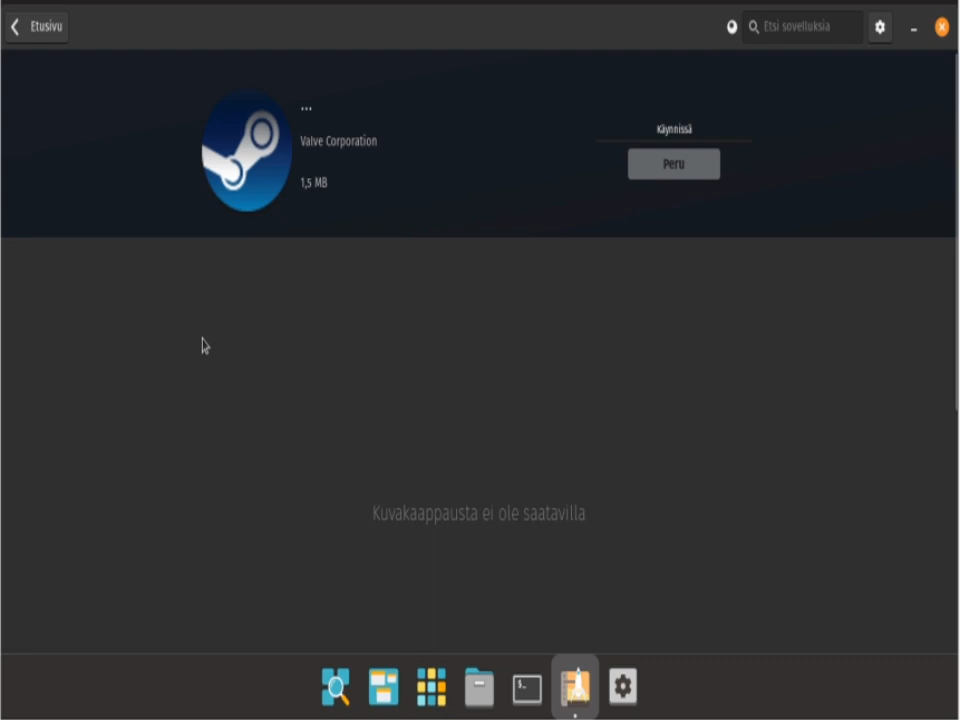 Etusivu
Etsi sovelluksia
...
Valve Corporation
1,5 MB
Käynnissä
Peru
Kuvakaappausta ei ole saatavilla
$_